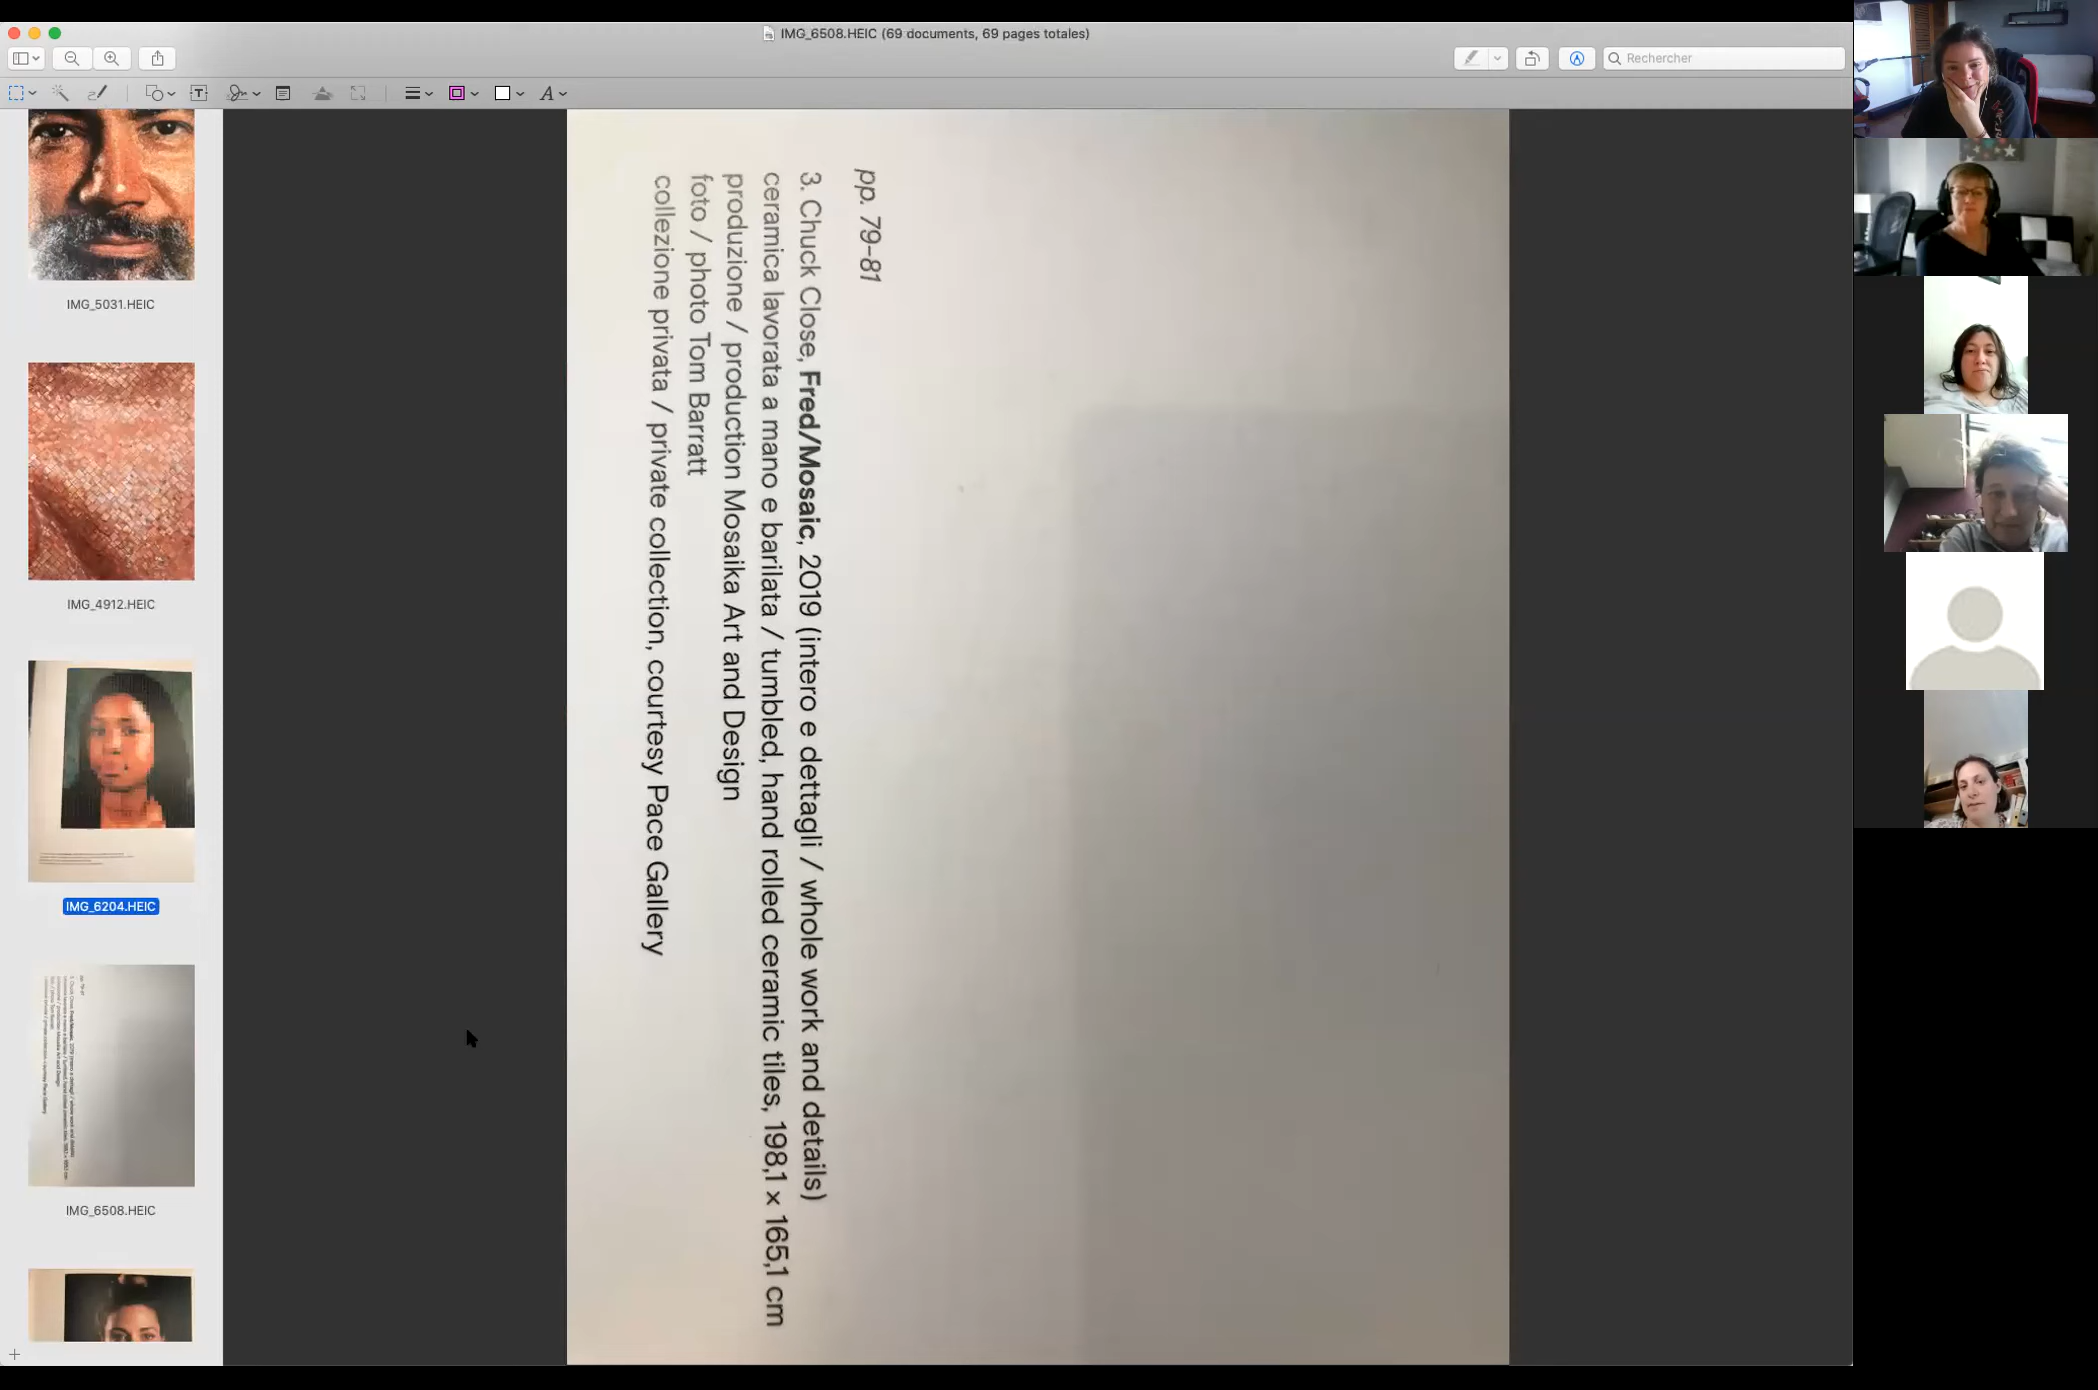 IMG_6508.HEIC (69 documents, 69 pages totales)
Rechercher
IMG_5031.HEIC
IMG_4912.HEIC
IMG_6204.HEIC
IMG_6508.HEIC
pp. 79-81
3. Chuck Close, Fred/Mosaic, 2019 (intero e dettagli / whole work and details)
ceramica lavorata a mano e barilata / tumbled, hand rolled ceramic tiles, 198,1 × 165,1 cm
produzione / production Mosaika Art and Design
foto / photo Tom Barratt
collezione privata / private collection, courtesy Pace Gallery